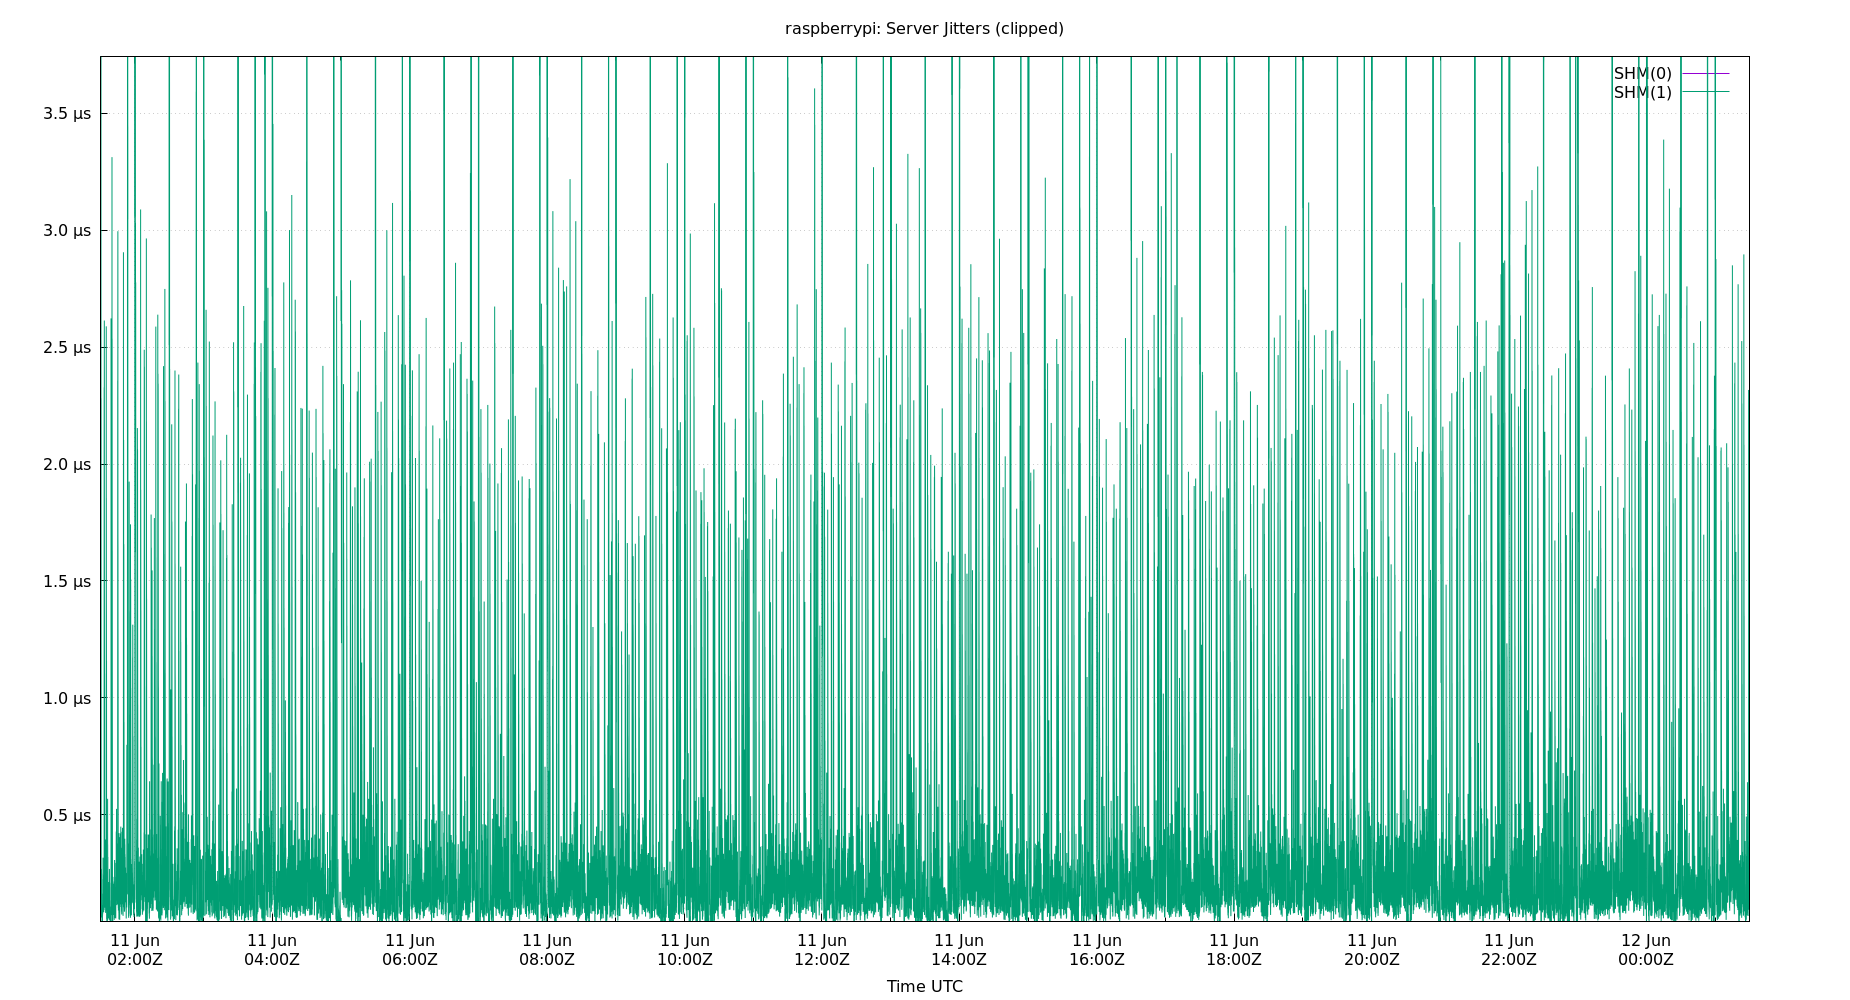 raspberrypi: Server Jitters (clipped)
SHM(0)
SHM(1)
3.5 µs
3.0 µs
2.5 µs
2.0 µs
1.5 µs
1.0 µs
0.5 µs
11 Jun 11 Jun 11 Jun 11 Jun 11 Jun 11 Jun 11 Jun 11 Jun 11 Jun 11 Jun 11 Jun 12 Jun
02:00Z 04:00Z 06:00Z 08:00Z 10:00Z 12:00Z 14:00Z 16:00Z 18:00Z 20:00Z 22:00Z 00:00Z
Time UTC